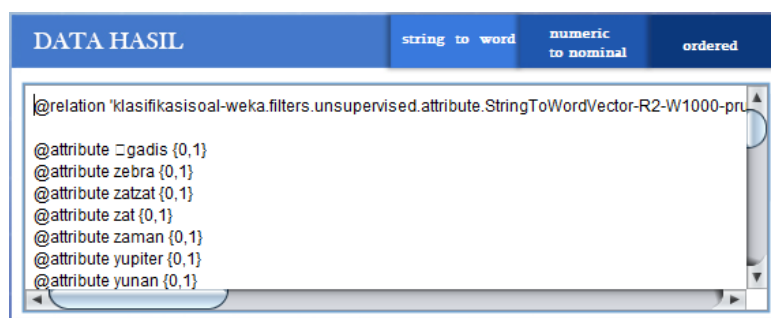 DATA HASIL
string to word
numeric
to nominal
ordered
@relation 'klasifikasisoal-weka.filters.unsupervised.attribute.StringToWordVector-R2-W1000-pru
@attribute □gadis {0,1}
@attribute zebra {0,1}
@attribute zatzat {0,1}
@attribute zat {0,1}
@attribute zaman {0,1}
@attribute yupiter {0,1}
@attribute yunan {0,1}